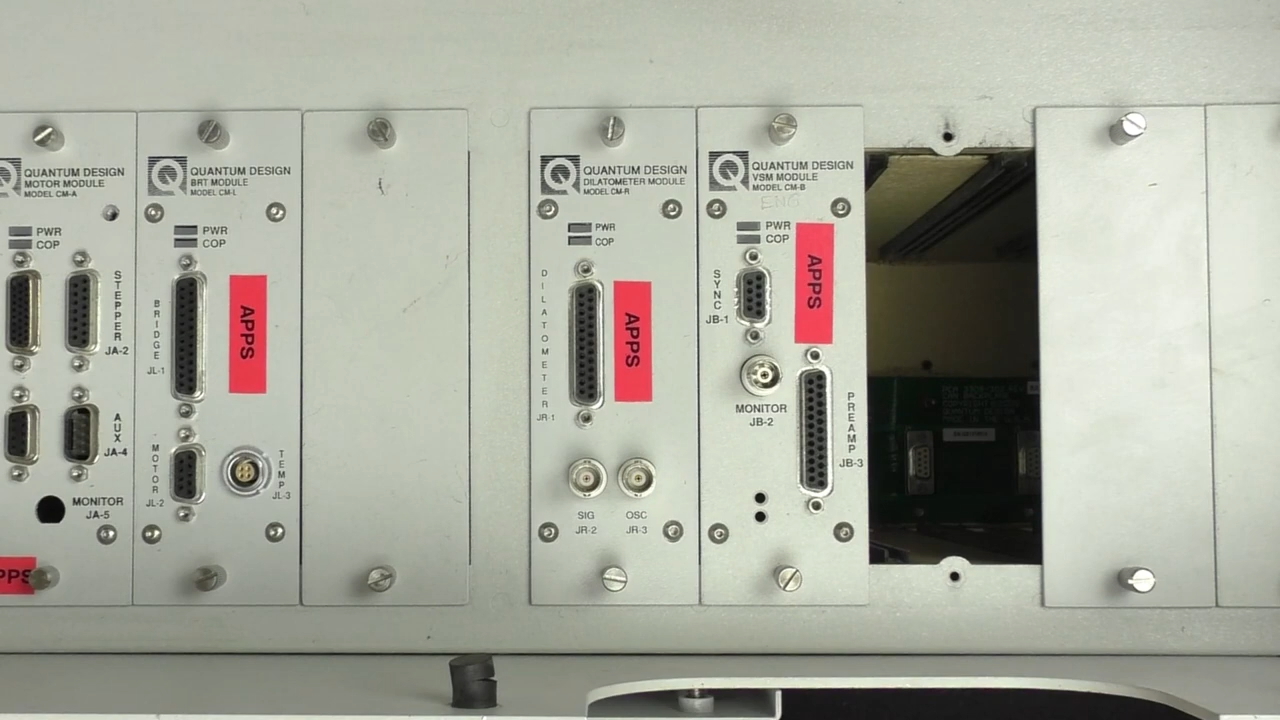 QUANTUM DESIGN
MOTOR MODULE
MODEL CM-A
PWR
COP
STEPPER
JA-2
AUX
JA-4
MONITOR
JA-5
PPS
QUANTUM DESIGN
BRT MODULE
MODEL CM-L
PWR
COP
BRIDGE
JL-1
APPS
MOTOR
JL-2
TEMP
JL-3
QUANTUM DESIGN
DILATOMETER MODULE
MODEL CM-R
PWR
COP
DILATOMETER
JR-1
APPS
SIG
JR-2
OSC
JR-3
QUANTUM DESIGN
VSM MODULE
MODEL CM-B
ENG
PWR
COP
SYNC
JB-1
APPS
MONITOR
JB-2
PREAMP
JB-3